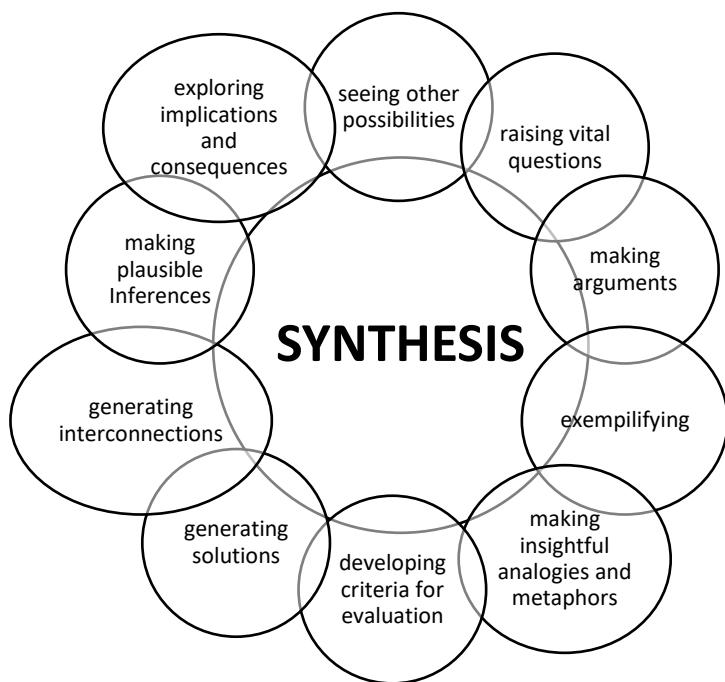 seeing other
possibilities
raising vital
questions
making
arguments
exempilifying
making
insightful
analogies and
metaphors
developing
criteria for
evaluation
generating
solutions
generating
interconnections
making
plausible
Inferences
exploring
implications
and
consequences
SYNTHESIS